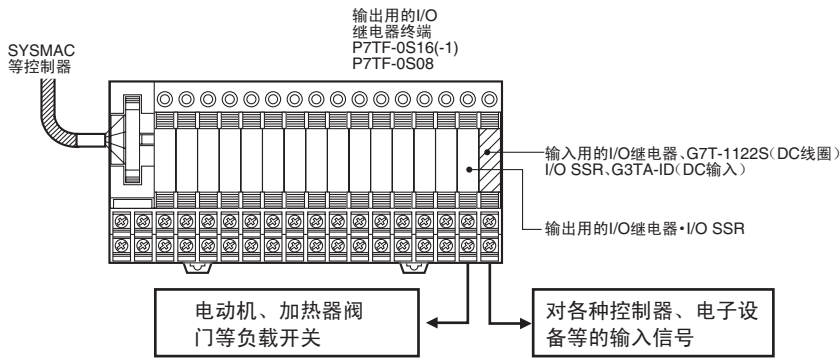 输出用的I/O
继电器终端
P7TF-0S16(-1)
P7TF-0S08
SYSMAC
等控制器
输入用的I/O继电器、G7T-1122S(DC线圈)
I/O SSR、G3TA-ID(DC输入)
输出用的I/O继电器•I/O SSR
电动机、加热器阀
门等负载开关
对各种控制器、电子设
备等的输入信号